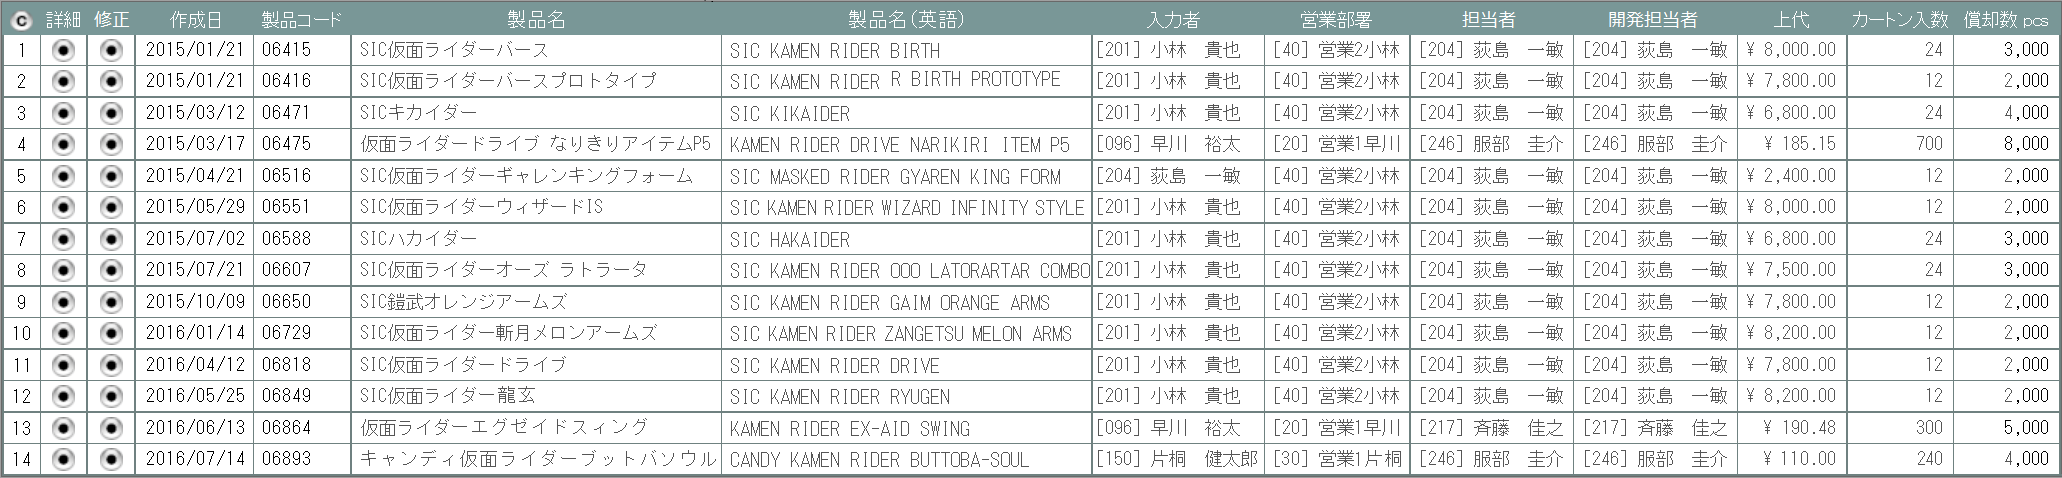 C 詳細 修正 作成日 製品コード 製品名 製品名(英語) 入力者 営業部署 担当者 開発担当者 上代 カートン入数 償却数 pcs
1 2015/01/21 06415 SIC仮面ライダーバース SIC KAMEN RIDER BIRTH [201] 小林 貴也 [40] 営業2小林 [204] 荻島 一敏 [204] 荻島 一敏 ¥ 8,000.00 24 3,000
2 2015/01/21 06416 SIC仮面ライダーバースプロトタイプ SIC KAMEN RIDER R BIRTH PROTOTYPE [201] 小林 貴也 [40] 営業2小林 [204] 荻島 一敏 [204] 荻島 一敏 ¥ 7,800.00 12 2,000
3 2015/03/12 06471 SICキカイダー SIC KIKAIDER [201] 小林 貴也 [40] 営業2小林 [204] 荻島 一敏 [204] 荻島 一敏 ¥ 6,800.00 24 4,000
4 2015/03/17 06475 仮面ライダードライブ なりきりアイテムP5 KAMEN RIDER DRIVE NARIKIRI ITEM P5 [096] 早川 裕太 [20] 営業1早川 [246] 服部 圭介 [246] 服部 圭介 ¥ 185.15 700 8,000
5 2015/04/21 06516 SIC仮面ライダーギャレンキングフォーム SIC MASKED RIDER GYAREN KING FORM [204] 荻島 一敏 [40] 営業2小林 [204] 荻島 一敏 [204] 荻島 一敏 ¥ 2,400.00 12 2,000
6 2015/05/29 06551 SIC仮面ライダーウィザードIS SIC KAMEN RIDER WIZARD INFINITY STYLE [201] 小林 貴也 [40] 営業2小林 [204] 荻島 一敏 [204] 荻島 一敏 ¥ 8,000.00 12 2,000
7 2015/07/02 06588 SICハカイダー SIC HAKAIDER [201] 小林 貴也 [40] 営業2小林 [204] 荻島 一敏 [204] 荻島 一敏 ¥ 6,800.00 24 3,000
8 2015/07/21 06607 SIC仮面ライダーオーズ ラトラータ SIC KAMEN RIDER OOO LATORARTAR COMBO [201] 小林 貴也 [40] 営業2小林 [204] 荻島 一敏 [204] 荻島 一敏 ¥ 7,500.00 24 3,000
9 2015/10/09 06650 SIC鎧武オレンジアームズ SIC KAMEN RIDER GAIM ORANGE ARMS [201] 小林 貴也 [40] 営業2小林 [204] 荻島 一敏 [204] 荻島 一敏 ¥ 7,800.00 12 2,000
10 2016/01/14 06729 SIC仮面ライダー斬月メロンアームズ SIC KAMEN RIDER ZANGETSU MELON ARMS [201] 小林 貴也 [40] 営業2小林 [204] 荻島 一敏 [204] 荻島 一敏 ¥ 8,200.00 12 2,000
11 2016/04/12 06818 SIC仮面ライダードライブ SIC KAMEN RIDER DRIVE [201] 小林 貴也 [40] 営業2小林 [204] 荻島 一敏 [204] 荻島 一敏 ¥ 7,800.00 12 2,000
12 2016/05/25 06849 SIC仮面ライダー龍玄 SIC KAMEN RIDER RYUGEN [201] 小林 貴也 [40] 営業2小林 [204] 荻島 一敏 [204] 荻島 一敏 ¥ 8,200.00 12 2,000
13 2016/06/13 06864 仮面ライダーエグゼイドスィング KAMEN RIDER EX-AID SWING [096] 早川 裕太 [20] 営業1早川 [217] 斉藤 佳之 [217] 斉藤 佳之 ¥ 190.48 300 5,000
14 2016/07/14 06893 キャンディ仮面ライダーブットバソウル CANDY KAMEN RIDER BUTTOBA-SOUL [150] 片桐 健太郎 [30] 営業1片桐 [246] 服部 圭介 [246] 服部 圭介 ¥ 110.00 240 4,000